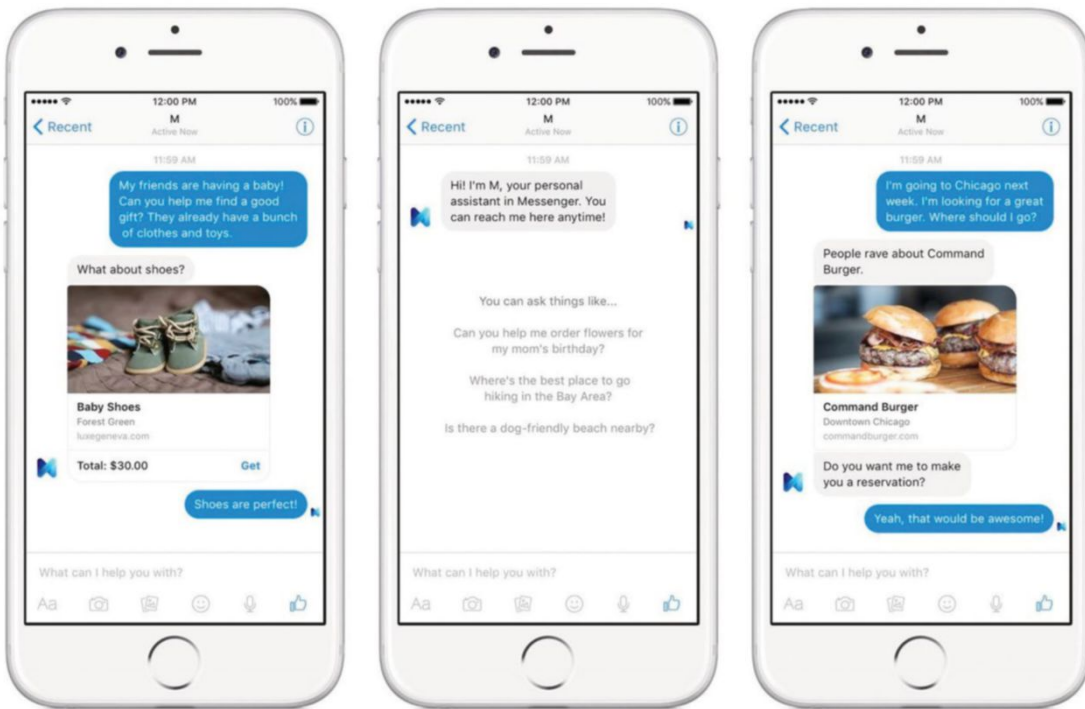 12:00 PM
100%
Recent
M
Active Now
11:59 AM
My friends are having a baby!
Can you help me find a good
gift? They already have a bunch
of clothes and toys.
What about shoes?
Baby Shoes
Forest Green
luxegeneva.com
Total: $30.00
Get
Shoes are perfect!
What can I help you with?
Aa
12:00 PM
100%
Recent
M
Active Now
11:59 AM
Hi! I'm M, your personal
assistant in Messenger. You
can reach me here anytime!
You can ask things like...
Can you help me order flowers for
my mom's birthday?
Where's the best place to go
hiking in the Bay Area?
Is there a dog-friendly beach nearby?
What can I help you with?
Aa
12:00 PM
100%
Recent
M
Active Now
11:59 AM
I'm going to Chicago next
week. I'm looking for a great
burger. Where should I go?
People rave about Command
Burger.
Command Burger
Downtown Chicago
commandburger.com
Do you want me to make
you a reservation?
Yeah, that would be awesome!
What can I help you with?
Aa